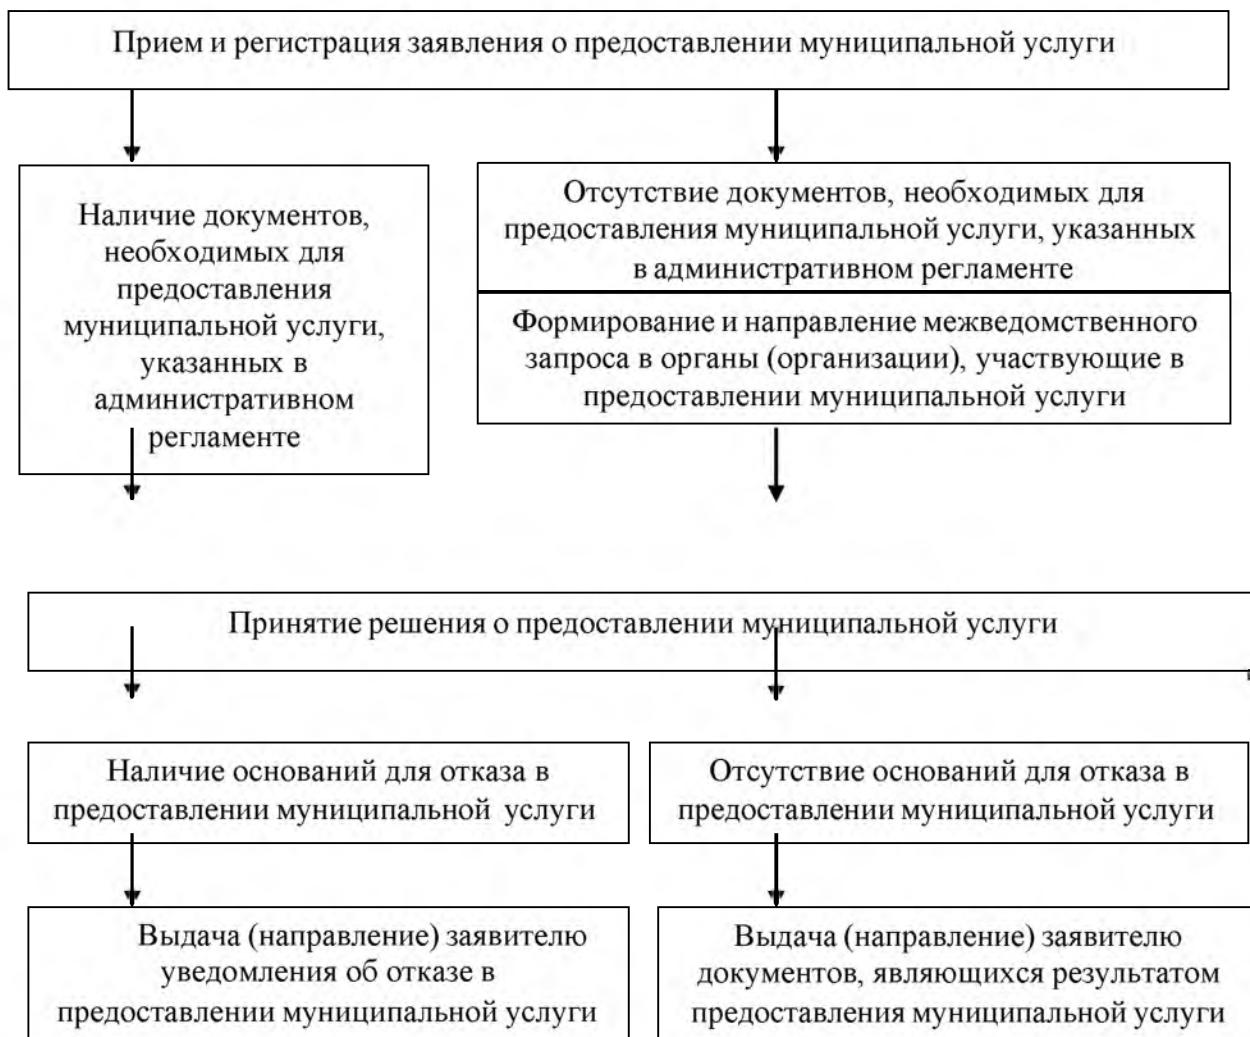 Прием и регистрация заявления о предоставлении муниципальной услуги
Наличие документов,
необходимых для
предоставления
муниципальной услуги,
указанных в
административном
регламенте
Отсутствие документов, необходимых для
предоставления муниципальной услуги, указанных
в административном регламенте
Формирование и направление межведомственного
запроса в органы (организации), участвующие в
предоставлении муниципальной услуги
Принятие решения о предоставлении муниципальной услуги
Наличие оснований для отказа в
предоставлении муниципальной услуги
Отсутствие оснований для отказа в
предоставлении муниципальной услуги
Выдача (направление) заявителю
уведомления об отказе в
предоставлении муниципальной услуги
Выдача (направление) заявителю
документов, являющихся результатом
предоставления муниципальной услуги